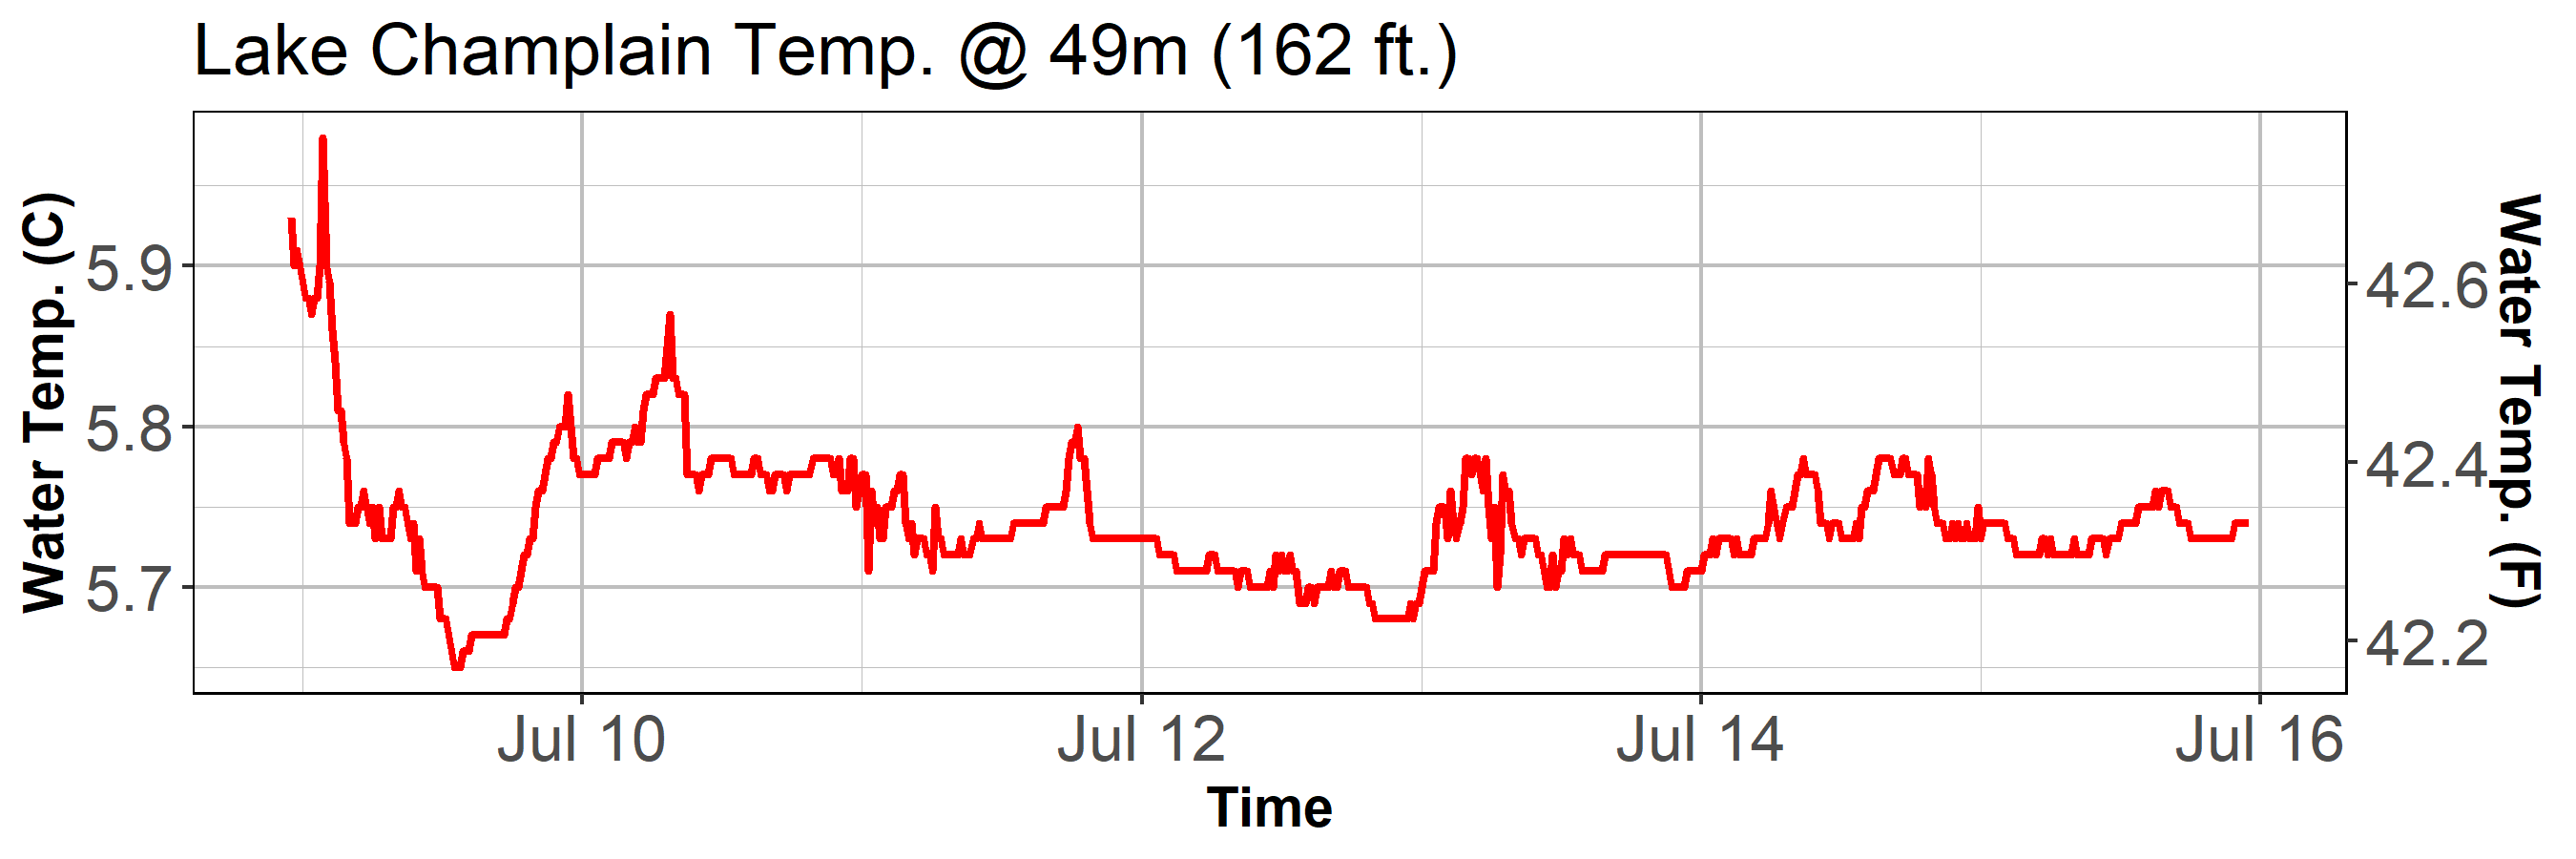 Lake Champlain Temp. @ 49m (162 ft.)
Water Temp. (C)
5.9
5.8
5.7
42.6
42.4
42.2
Water Temp. (F)
Jul 10
Jul 12
Jul 14
Jul 16
Time